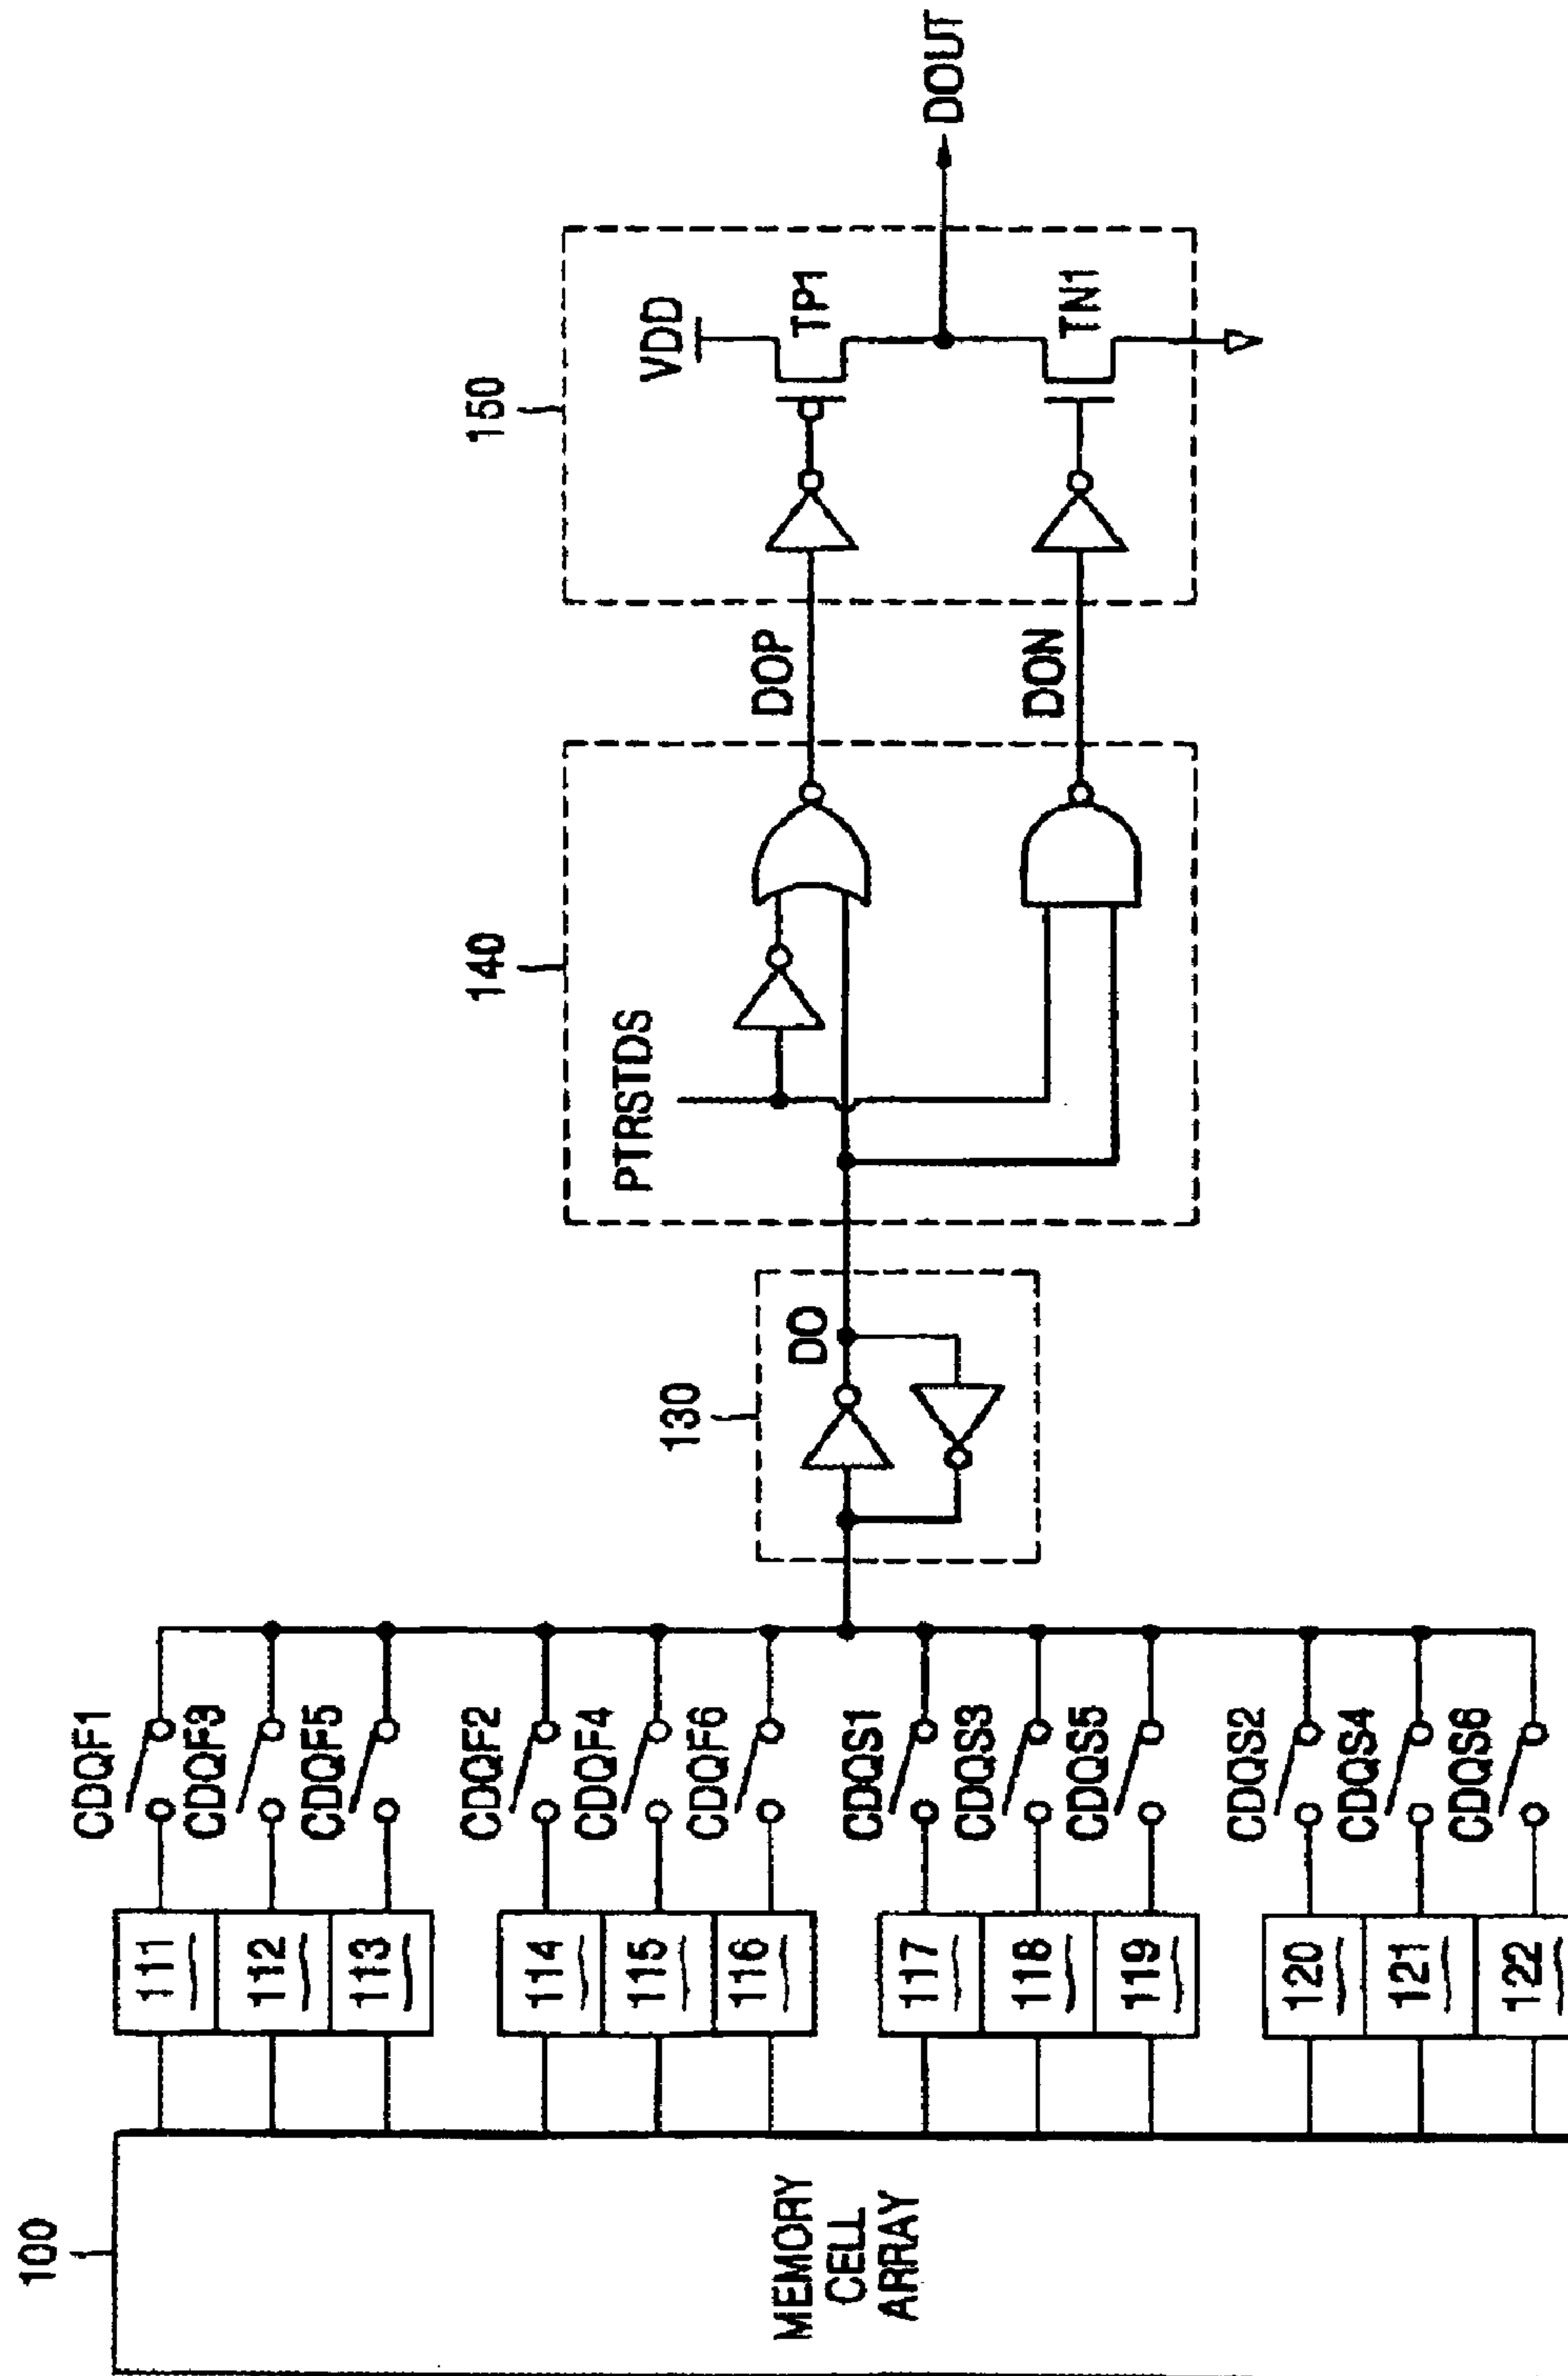 100
MEMORY
CELL
ARRAY
111
112
113
114
115
116
117
118
119
120
121
122
CDQF1
CDQF3
CDQF5
CDQF2
CDQF4
CDQF6
CDQS1
CDQS3
CDQS5
CDQS2
CDQS4
CDQS6
130
DO
140
PTRSTDS
DOP
DON
150
VDD
TP1
TN1
DOUT